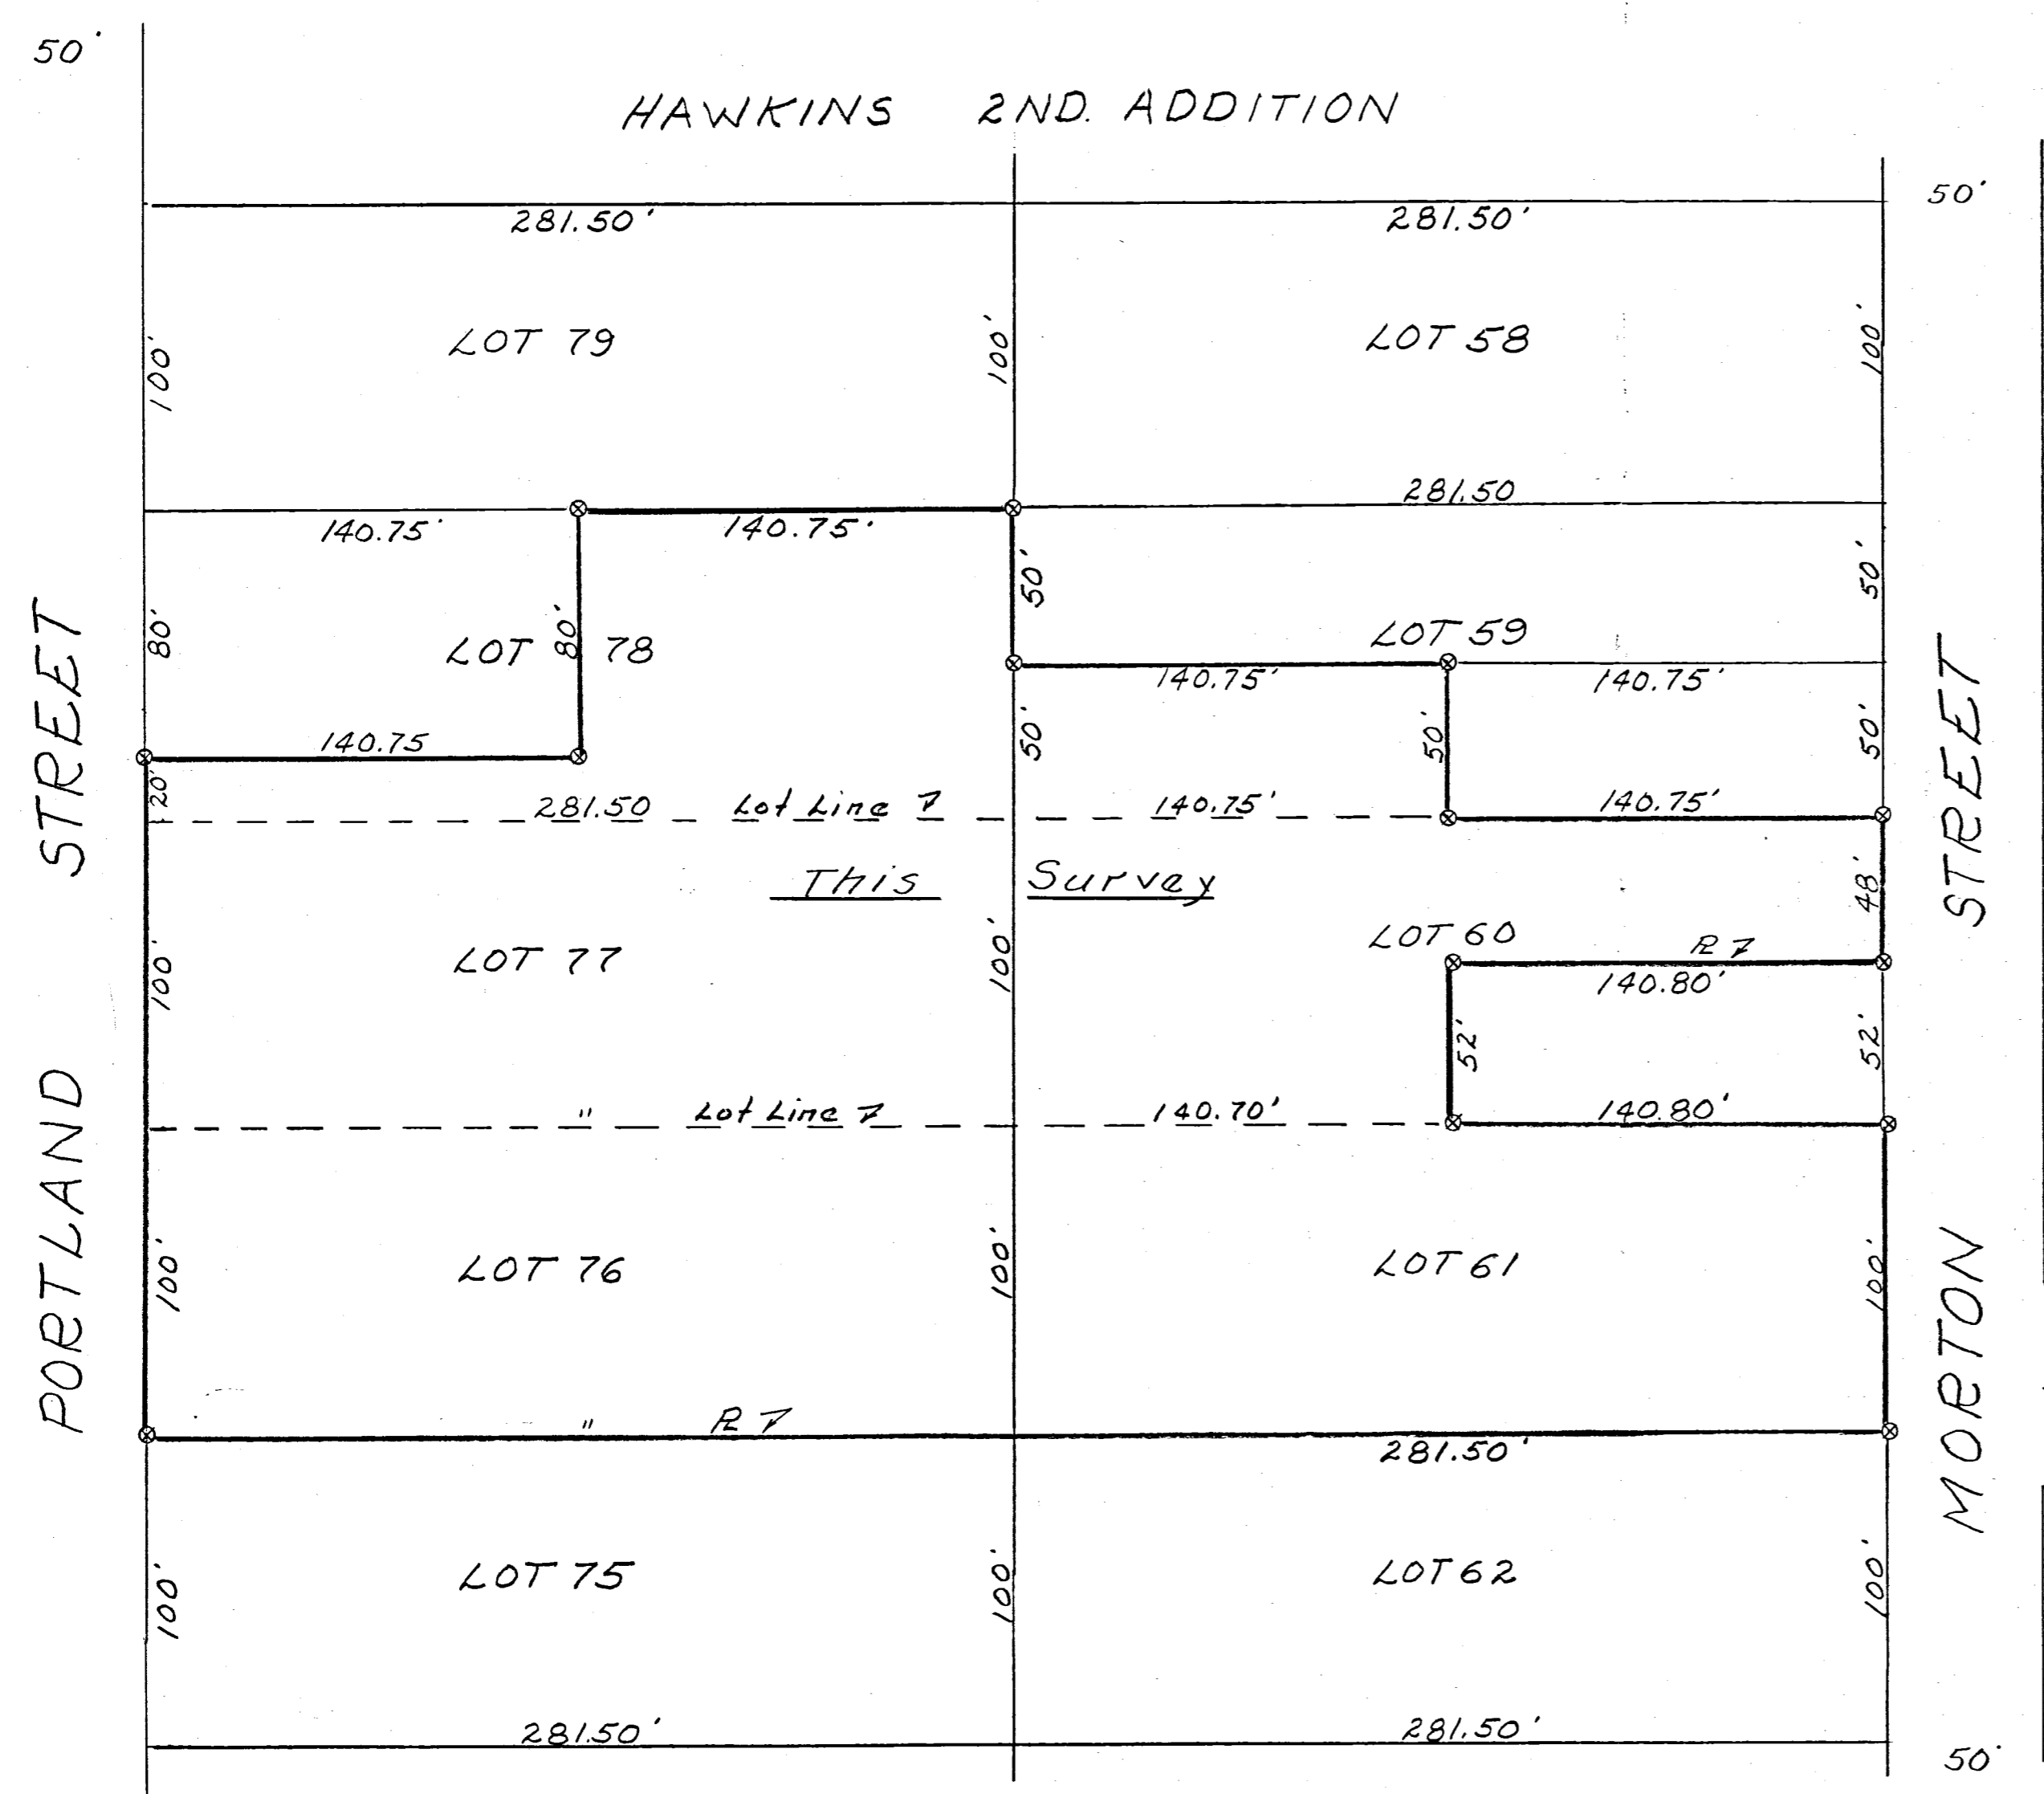 50'
HAWKINS 2ND. ADDITION
50'
281.50'
281.50'
100'
LOT 79
100'
LOT 58
100'
281.50
140.75'
140.75'
50'
50'
80'
LOT 78
80'
LOT 59
140.75'
140.75'
140.75
50'
50'
50'
20'
281.50 Lot Line
140.75'
140.75'
This Survey
48'
100'
LOT 77
100'
LOT 60
R
140.80'
52'
52'
" Lot Line
140.70'
140.80'
100'
LOT 76
100'
LOT 61
100'
" R
281.50'
100'
LOT 75
100'
LOT 62
100'
281.50'
281.50'
50'
PORTLAND STREET
MORTON STREET